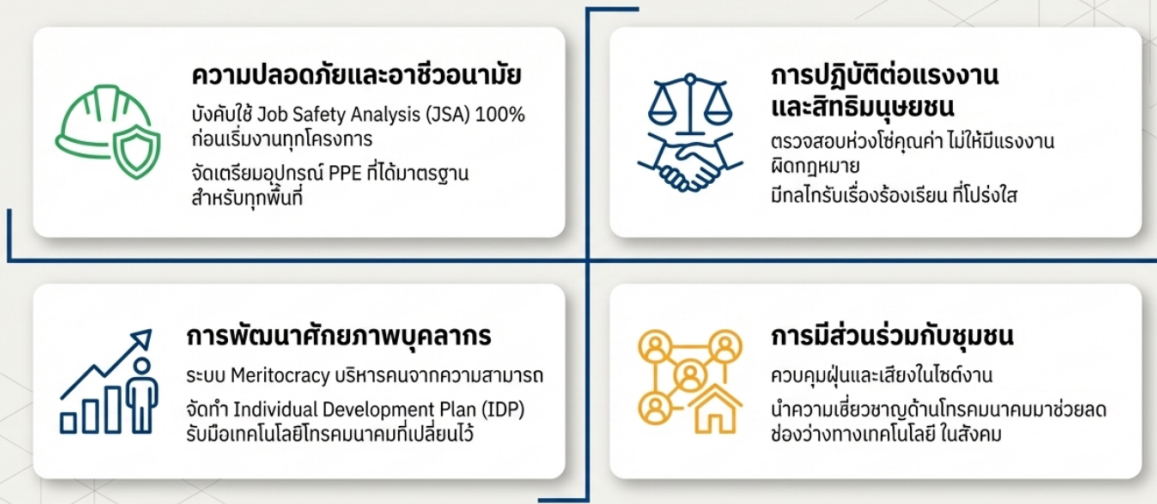 ความปลอดภัยและอาชีวอนามัย
บังคับใช้ Job Safety Analysis (JSA) 100%
ก่อนเริ่มงานทุกโครงการ
จัดเตรียมอุปกรณ์ PPE ที่ได้มาตรฐาน
สำหรับทุกพื้นที่
การปฏิบัติต่อแรงงาน
และสิทธิมนุษยชน
ตรวจสอบห่วงโซ่คุณค่า ไม่ให้มีแรงงาน
ผิดกฎหมาย
มีกลไกรับเรื่องร้องเรียน ที่โปร่งใส
การพัฒนาศักยภาพบุคลากร
ระบบ Meritocracy บริหารคนจากความสามารถ
จัดทำ Individual Development Plan (IDP)
รับมือเทคโนโลยีโทรคมนาคมที่เปลี่ยนไว้
การมีส่วนร่วมกับชุมชน
ควบคุมฝุ่นและเสียงในไซต์งาน
นำความเชี่ยวชาญด้านโทรคมนาคมมาช่วยลด
ช่องว่างทางเทคโนโลยี ในสังคม